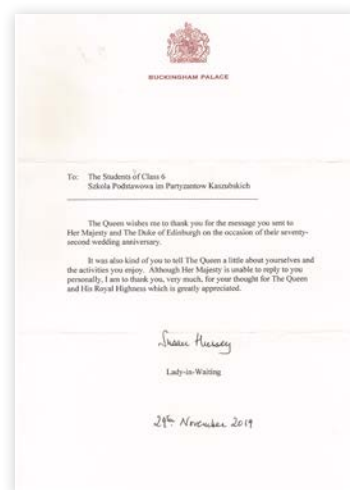 BUCKINGHAM PALACE
To: The Students of Class 6
Szkola Podstawowa im Partyzantow Kaszubskich
The Queen wishes me to thank you for the message you sent to
Her Majesty and The Duke of Edinburgh on the occasion of their seventy-
second wedding anniversary.
It was also kind of you to tell The Queen a little about yourselves and
the activities you enjoy. Although Her Majesty is unable to reply to you
personally, I am to thank you, very much, for your thought for The Queen
and His Royal Highness which is greatly appreciated.
Susan Hussey
Lady-in-Waiting
29th November 2019